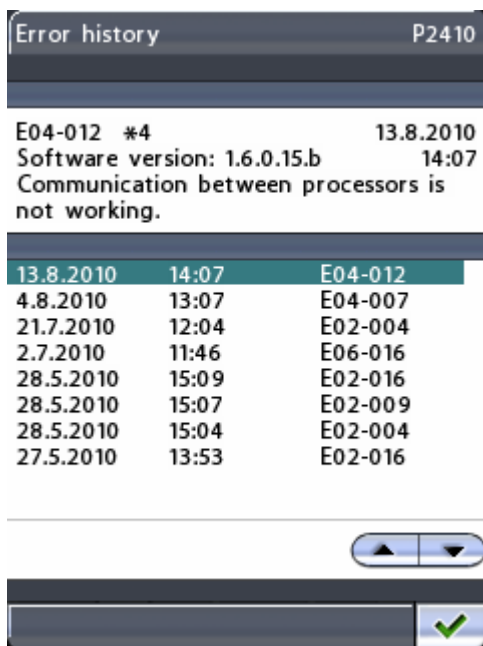 Error history P2410
E04-012 *4 13.8.2010
Software version: 1.6.0.15.b 14:07
Communication between processors is
not working.
13.8.2010 14:07 E04-012
4.8.2010 13:07 E04-007
21.7.2010 12:04 E02-004
2.7.2010 11:46 E06-016
28.5.2010 15:09 E02-016
28.5.2010 15:07 E02-009
28.5.2010 15:04 E02-004
27.5.2010 13:53 E02-016